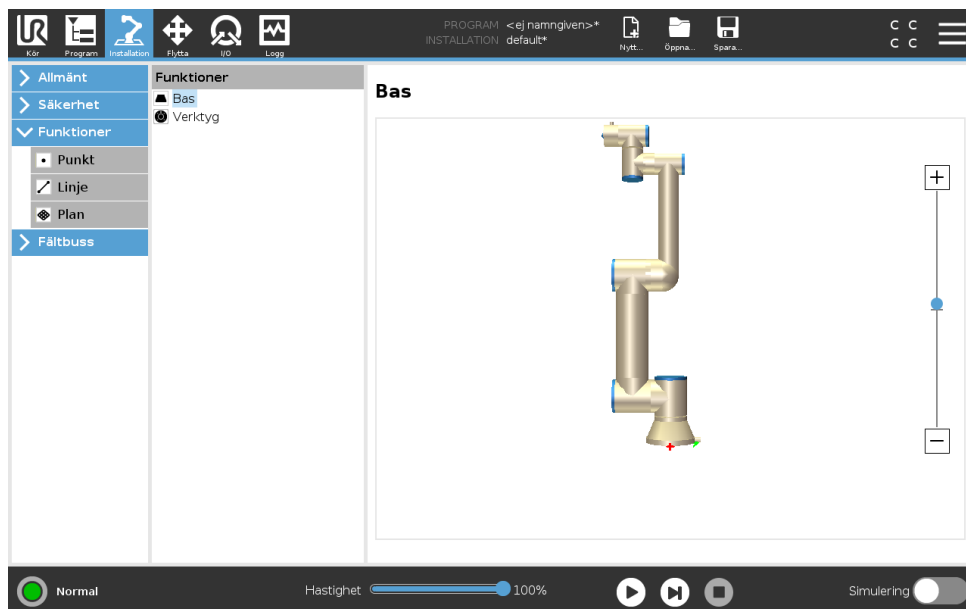 UR
PROGRAM <ej namngiven>*
INSTALLATION default*
C C
C C
Kör Program Installation Flytta I/O Logg
Nytt... Öppna... Spara...
Allmänt
Säkerhet
Funktioner
Punkt
Linje
Plan
Fältbuss
Funktioner
Bas
Verktyg
Bas
+
−
Normal
Hastighet 100%
Simulering